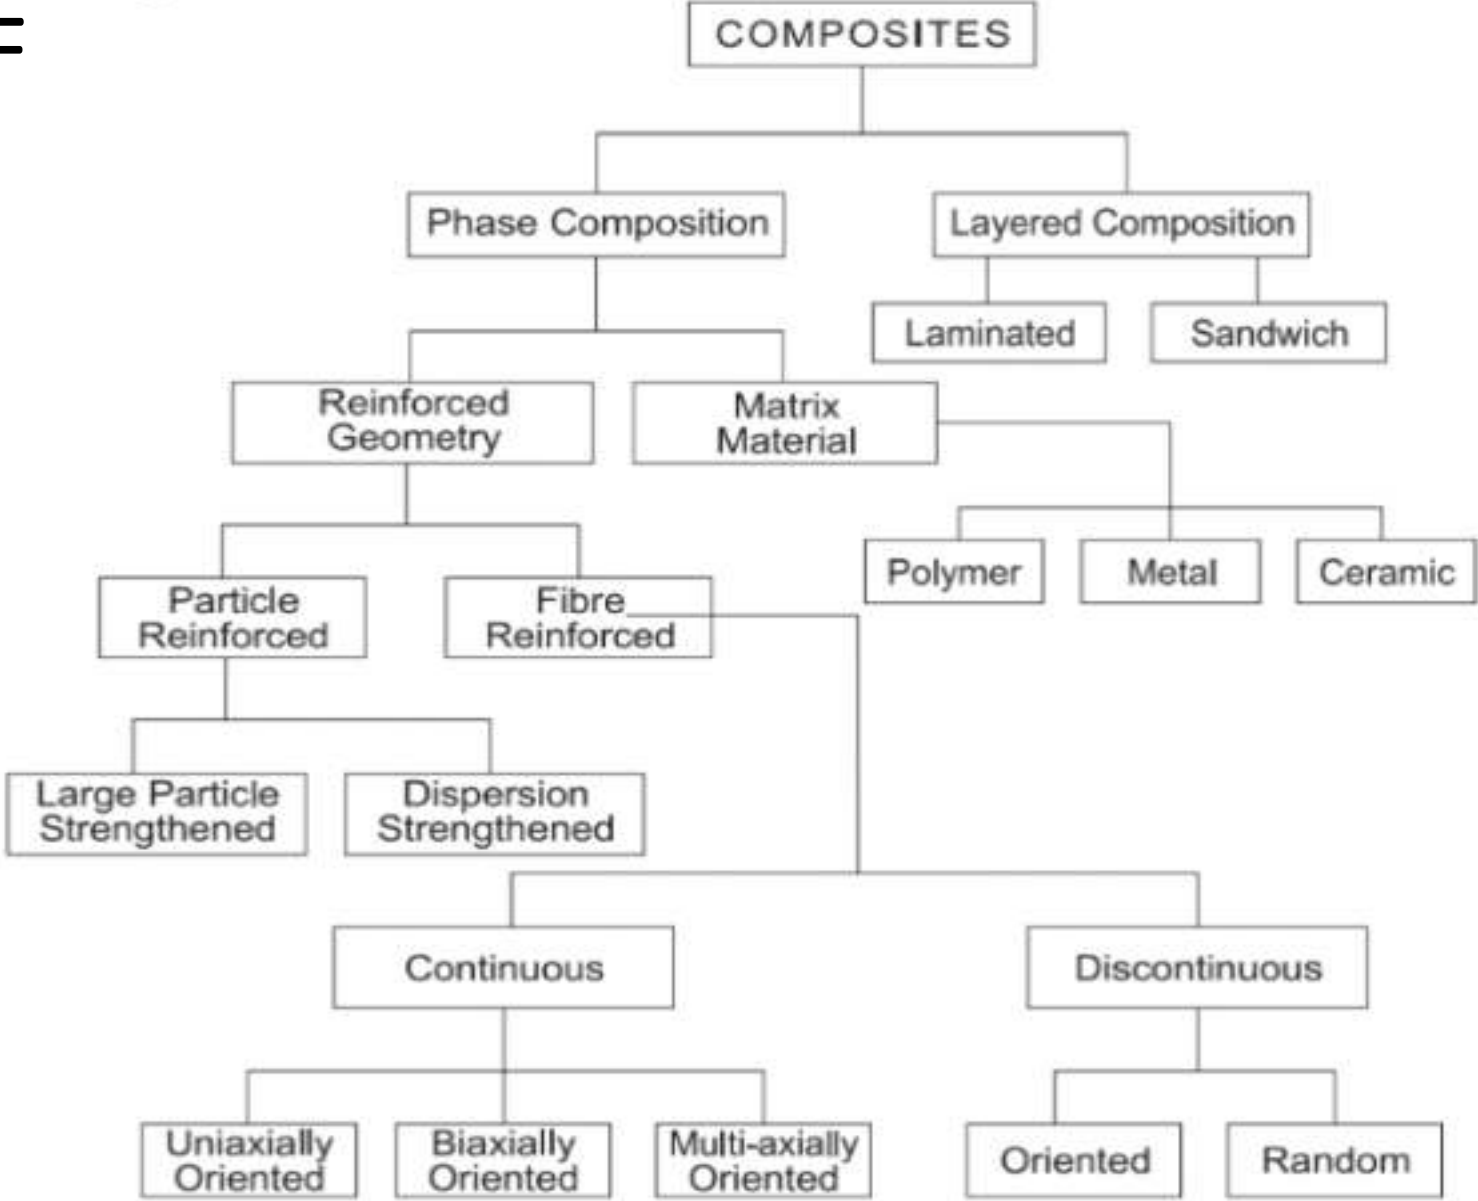 COMPOSITES
Phase Composition
Layered Composition
Laminated
Sandwich
Reinforced
Geometry
Matrix
Material
Polymer
Metal
Ceramic
Particle
Reinforced
Fibre
Reinforced
Large Particle
Strengthened
Dispersion
Strengthened
Continuous
Discontinuous
Uniaxially
Oriented
Biaxially
Oriented
Multi-axially
Oriented
Oriented
Random